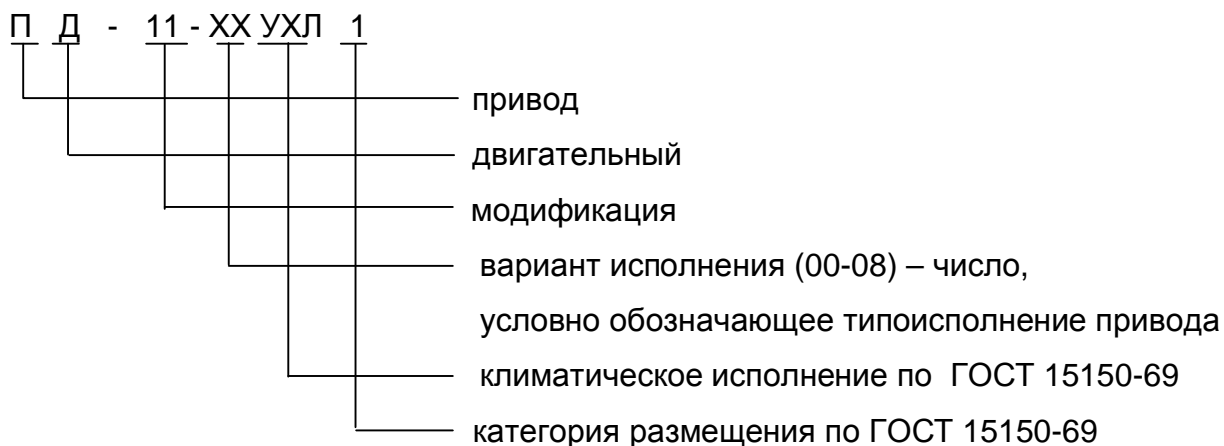 П Д - 11 - ХХ УХЛ 1
привод
двигательный
модификация
вариант исполнения (00-08) – число,
условно обозначающее типоисполнение привода
климатическое исполнение по ГОСТ 15150-69
категория размещения по ГОСТ 15150-69